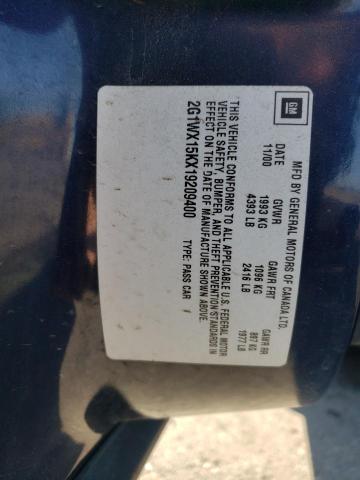 GM
MFD BY GENERAL MOTORS OF CANADA LTD.
DATE GVWR GAWR FRT GAWR RR
11/00 1993 KG 1096 KG 897 KG
4393 LB 2416 LB 1977 LB
THIS VEHICLE CONFORMS TO ALL APPLICABLE U.S. FEDERAL MOTOR
VEHICLE SAFETY, BUMPER, AND THEFT PREVENTION STANDARDS IN
EFFECT ON THE DATE OF MANUFACTURE SHOWN ABOVE.
2G1WX15KX19209400 TYPE: PASS CAR